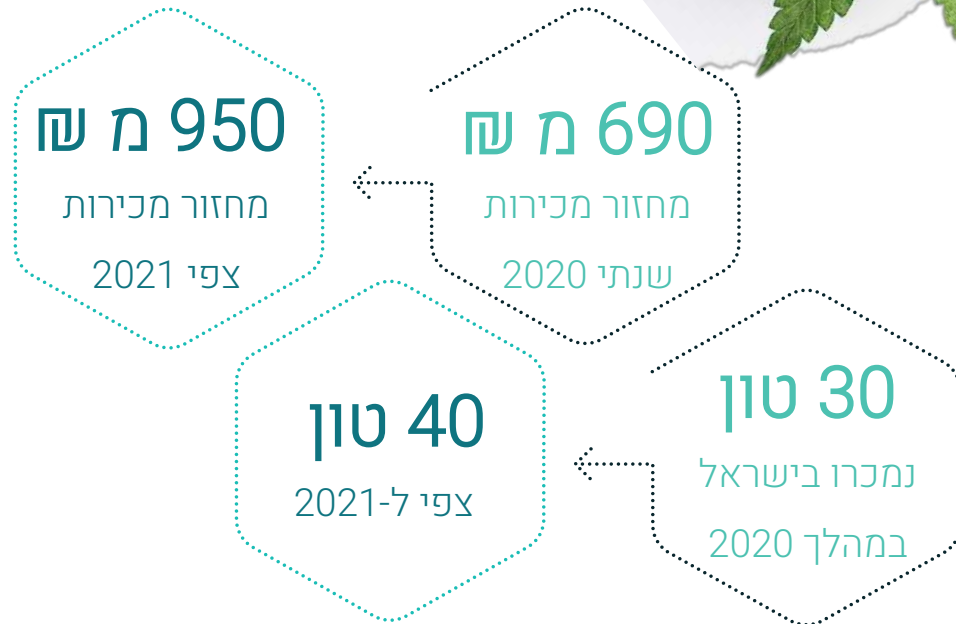 690 מ ₪
מחזור מכירות
שנתי 2020
950 מ ₪
מחזור מכירות
צפי 2021
30 טון
נמכרו בישראל
במהלך 2020
40 טון
צפי ל-2021